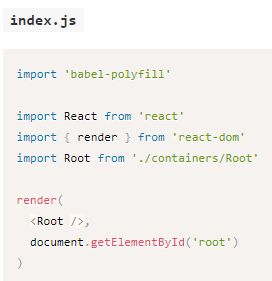 index.js
import 'babel-polyfill'
import React from 'react'
import { render } from 'react-dom'
import Root from './containers/Root'
render(
<Root />,
document.getElementById('root')
)